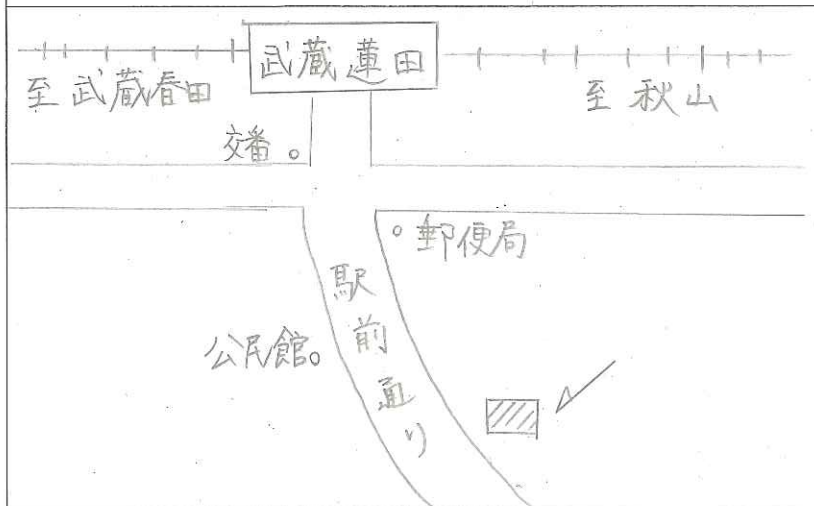 武蔵蓮田
至武蔵春田
至秋山
交番
郵便局
駅前通り
公民館